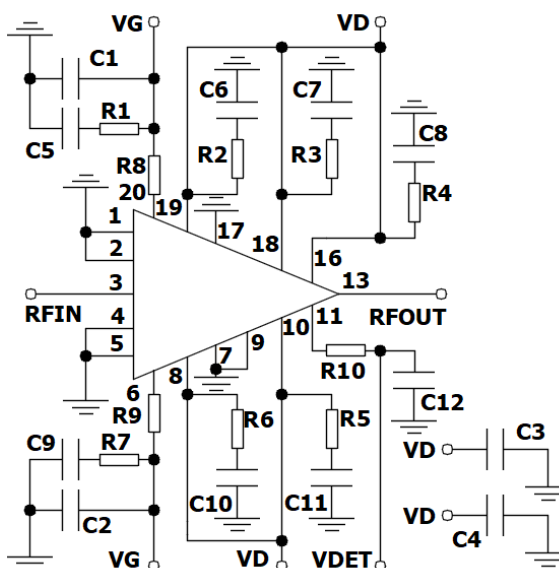 VG VD
C1 C6 C7
R1 C8
C5 R8 R2 R3 R4
20 19
1 17
2 18 16
3 13
RFIN RFOUT
4 10 11
5 7 9
6 8 R10
R9 R6 R5 C12
C9 R7 VD C3
C2 C10 C11 VD C4
VG VD VDET